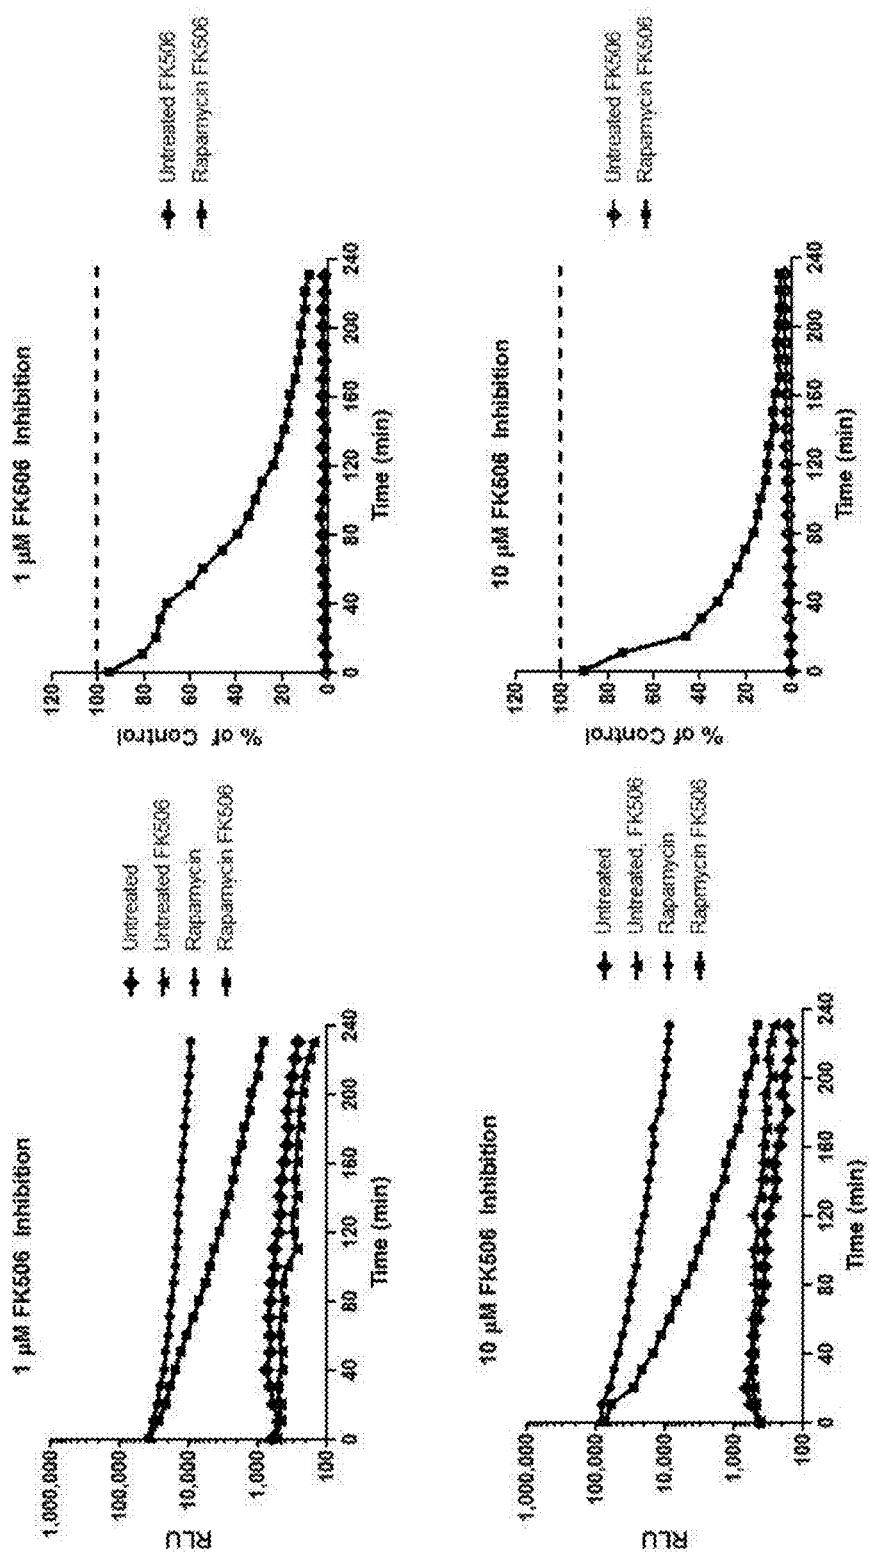 1 µM FK506 Inhibition
1,000,000
100,000
10,000
1,000
100
RLU
0 40 80 120 160 200 240
Time (min)
Untreated
Untreated FK506
Rapamycin
Rapamycin FK506
1 µM FK506 Inhibition
120
100
80
60
40
20
0
% of Control
0 40 80 120 160 200 240
Time (min)
Untreated FK506
Rapamycin FK506
10 µM FK506 Inhibition
1,000,000
100,000
10,000
1,000
100
RLU
0 40 80 120 160 200 240
Time (min)
Untreated
Untreated, FK506
Rapamycin
Rapmycin FK506
10 µM FK506 Inhibition
120
100
80
60
40
20
0
% of Control
0 40 80 120 160 200 240
Time (min)
Untreated FK506
Rapamycin FK506